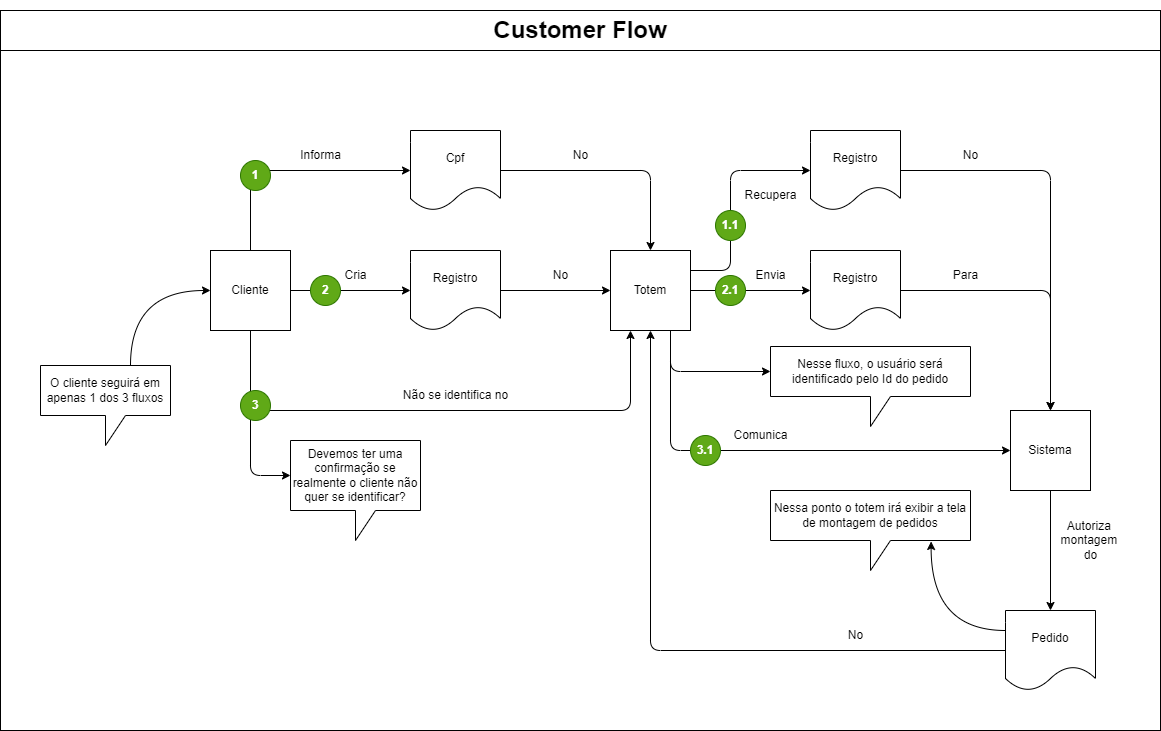 Customer Flow
1
Informa
Cpf
No
1.1
Recupera
Registro
No
Cliente
2
Cria
Registro
No
Totem
2.1
Envia
Registro
Para
O cliente seguirá em
apenas 1 dos 3 fluxos
3
Não se identifica no
Devemos ter uma
confirmação se
realmente o cliente não
quer se identificar?
Nesse fluxo, o usuário será
identificado pelo Id do pedido
3.1
Comunica
Sistema
Nessa ponto o totem irá exibir a tela
de montagem de pedidos
Autoriza
montagem
do
No
Pedido